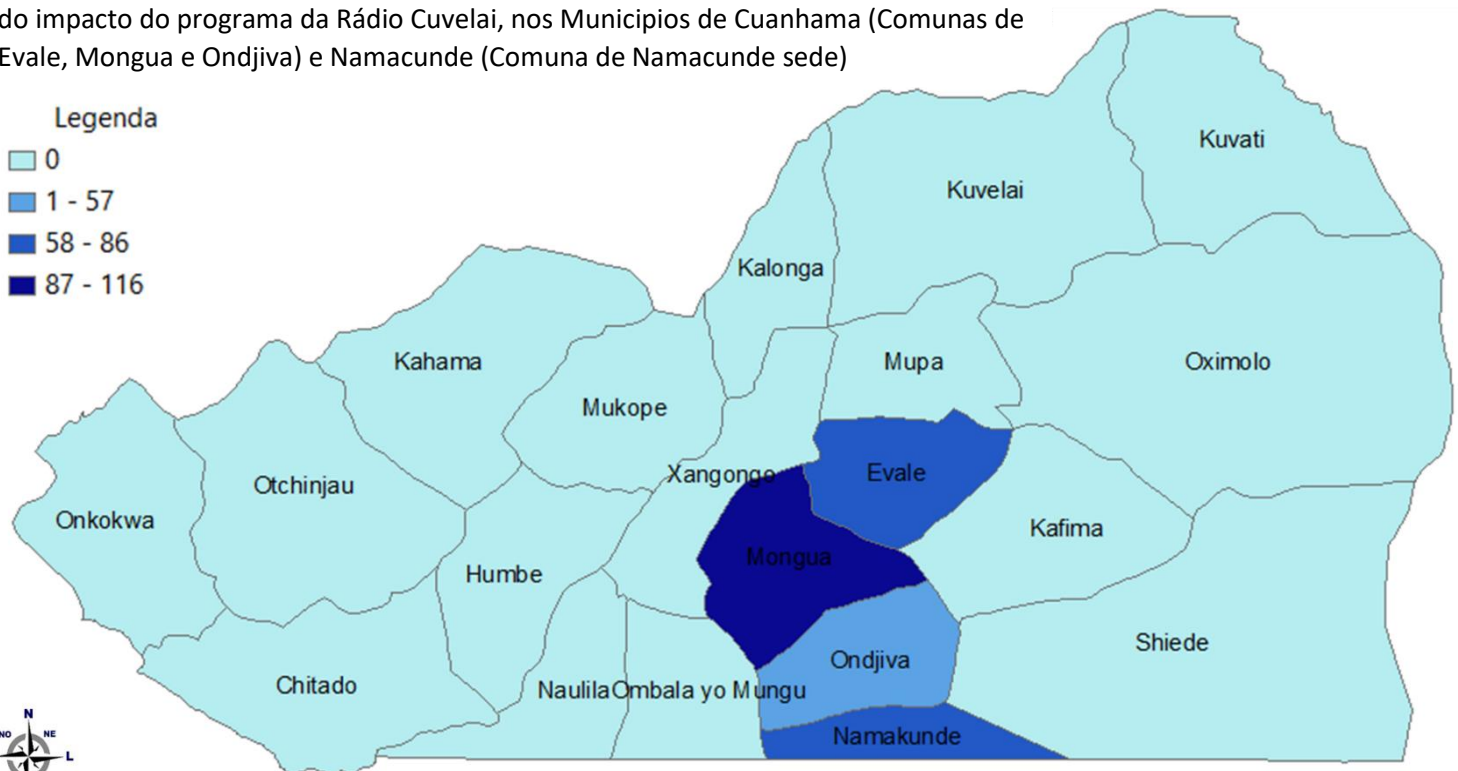 do impacto do programa da Rádio Cuvelai, nos Municipios de Cuanhama (Comunas de
Evale, Mongua e Ondjiva) e Namacunde (Comuna de Namacunde sede)
Legenda
0
1 - 57
58 - 86
87 - 116
Kuvati
Kuvelai
Kalonga
Kahama
Mupa
Oximolo
Mukope
Xangongo
Evale
Otchinjau
Onkokwa
Kafima
Mongua
Humbe
Shiede
Ondjiva
Chitado
Naulila
Ombala yo Mungu
Namakunde
N
NO
NE
L